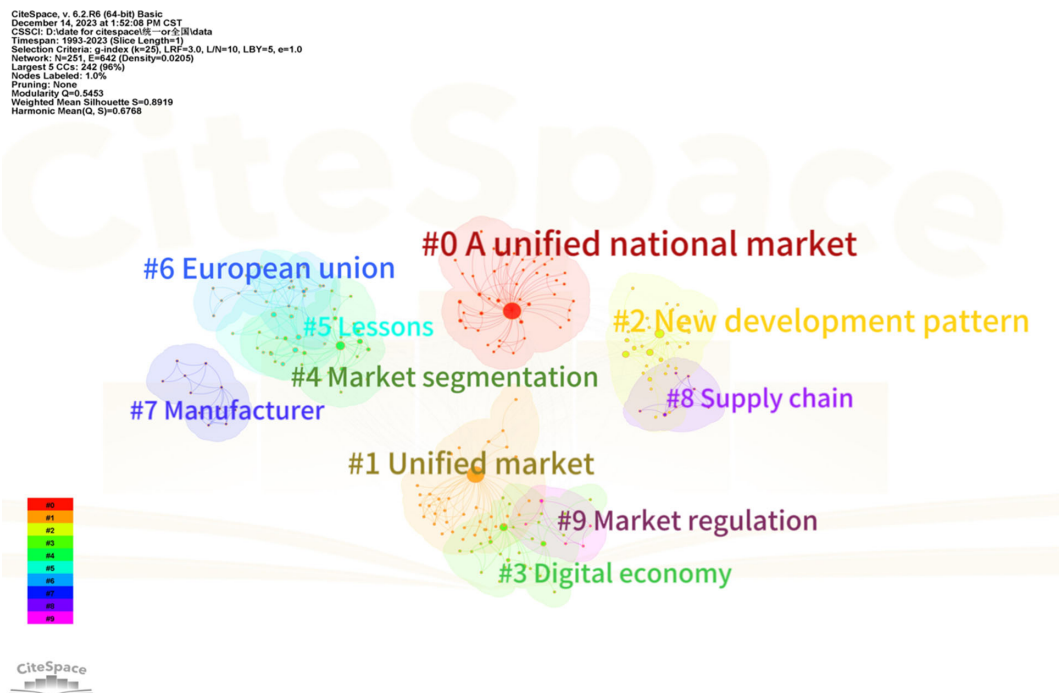 CiteSpace, v. 6.2.R6 (64-bit) Basic
December 14, 2023 at 1:52:08 PM CST
CSSCI: D:\date for citespace\统一or全国\data
Timespan: 1993-2023 (Slice Length=1)
Selection Criteria: g-index (k=25), LRF=3.0, L/N=10, LBY=5, e=1.0
Network: N=251, E=642 (Density=0.0205)
Largest 5 CCs: 242 (96%)
Nodes Labeled: 1.0%
Pruning: None
Modularity Q=0.5453
Weighted Mean Silhouette S=0.8919
Harmonic Mean(Q, S)=0.6768
CiteSpace
#0 A unified national market
#6 European union
#5 Lessons
#2 New development pattern
#4 Market segmentation
#8 Supply chain
#7 Manufacturer
#1 Unified market
#9 Market regulation
#3 Digital economy
#0
#1
#2
#3
#4
#5
#6
#7
#8
#9
CiteSpace